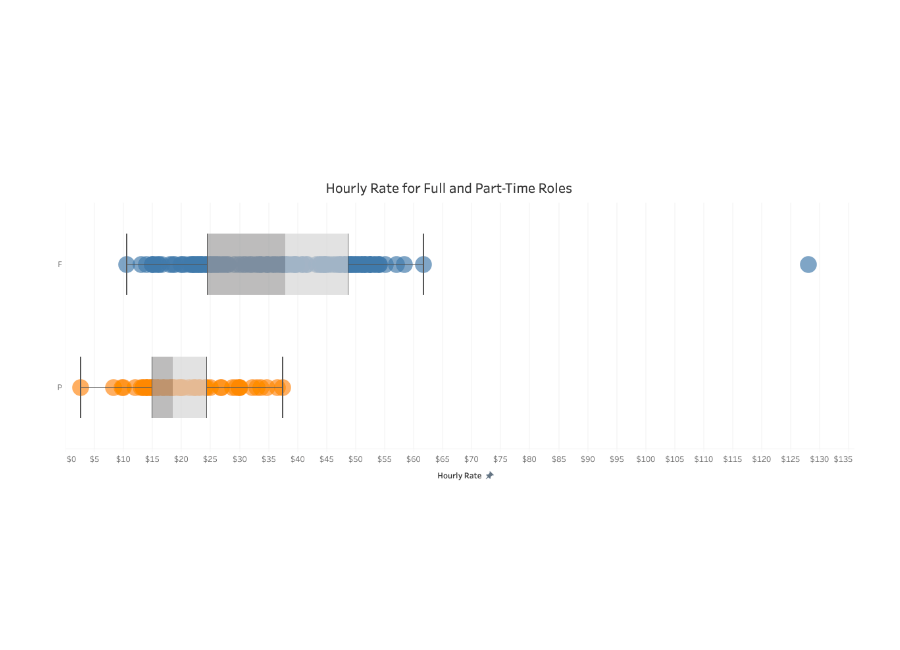 Hourly Rate for Full and Part-Time Roles
F
P
$0 $5 $10 $15 $20 $25 $30 $35 $40 $45 $50 $55 $60 $65 $70 $75 $80 $85 $90 $95 $100 $105 $110 $115 $120 $125 $130 $135
Hourly Rate